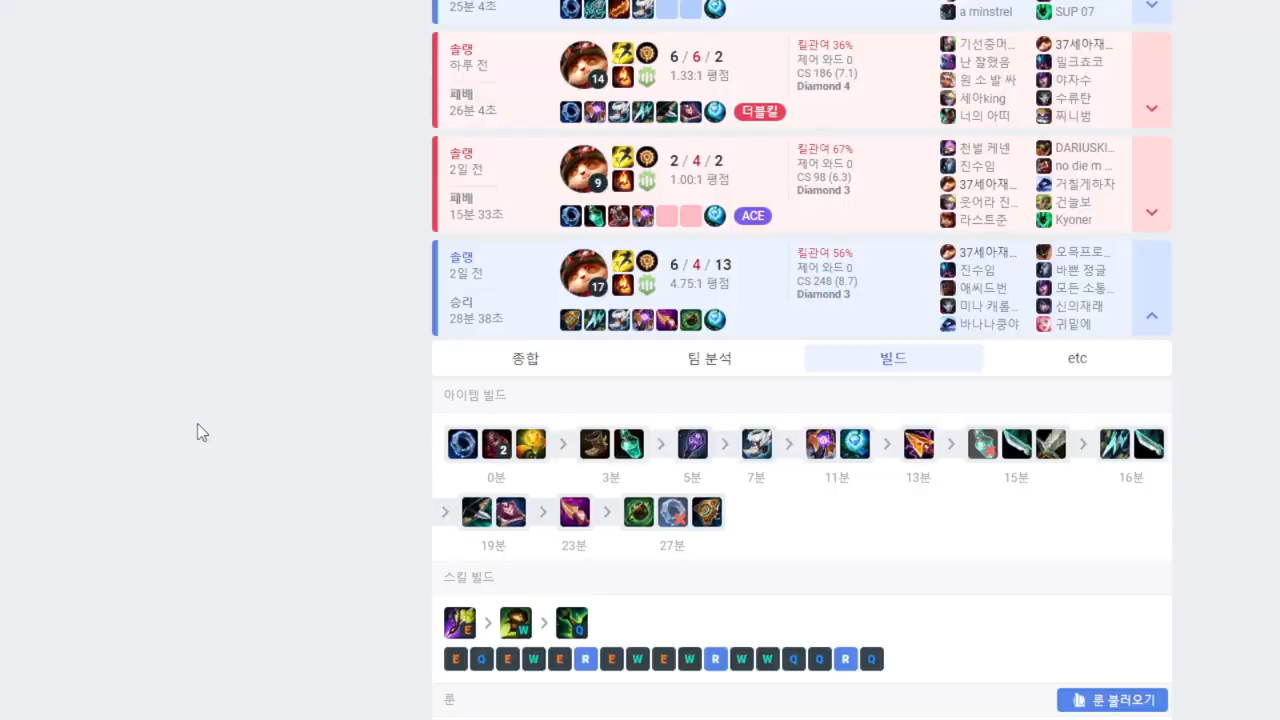 25분 4초
a minstrel
SUP 07
솔랭
하루 전
패배
26분 4초
14
6 / 6 / 2
1.33:1 평점
더블킬
킬관여 36%
제어 와드 0
CS 186 (7.1)
Diamond 4
기선중머...
난 잘했음
원 소 발 싸
세아king
너의 아띠
37세아재...
밀크쵸코
야자수
수류탄
찌니범
솔랭
2일 전
패배
15분 33초
9
2 / 4 / 2
1.00:1 평점
ACE
킬관여 67%
제어 와드 0
CS 98 (6.3)
Diamond 3
천벌 케넨
진수임
37세아재...
웃어라 진...
라스트준
DARIUSKI...
no die m ...
거칠게하자
건늘보
Kyoner
솔랭
2일 전
승리
28분 38초
17
6 / 4 / 13
4.75:1 평점
킬관여 56%
제어 와드 0
CS 248 (8.7)
Diamond 3
37세아재...
진수임
애씨드번
미나 캐롬...
바나나쿵야
오윽프로...
바쁜 정글
모든 소통...
신의재래
귀밑에
종합
팀 분석
빌드
etc
아이템 빌드
2
0분
3분
5분
7분
11분
13분
15분
16분
19분
23분
27분
스킬 빌드
E
W
Q
E Q E W E R E W E W R W W Q Q R Q
룬
룬 불러오기